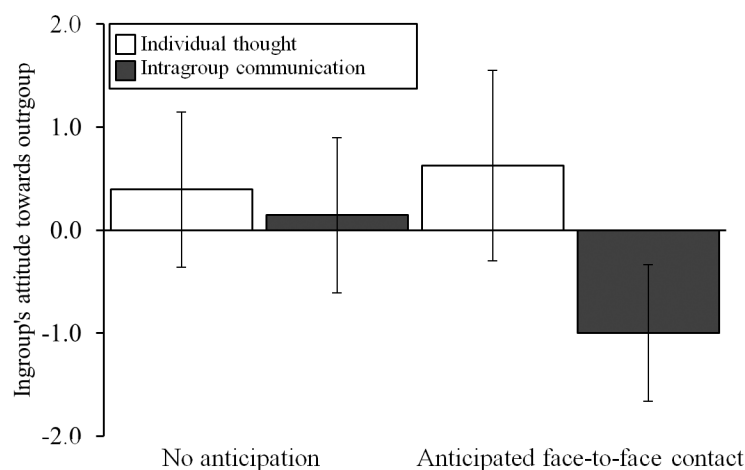 2.0
Individual thought
Intragroup communication
1.0
0.0
-1.0
-2.0
Ingroup's attitude towards outrgoup
No anticipation
Anticipated face-to-face contact